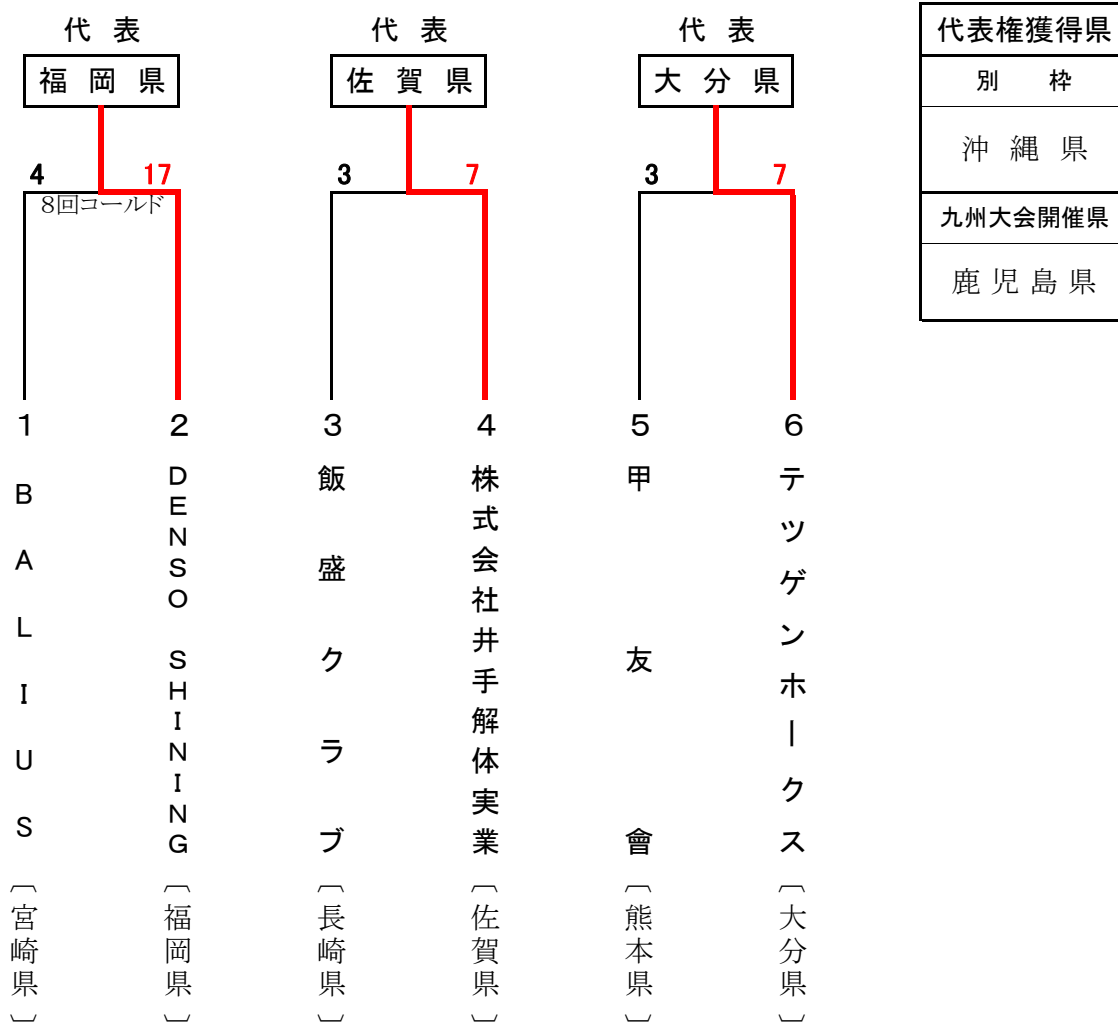 代 表
福 岡 県
4 17
8回コールド
1
BALIUS
〔宮崎県〕
2
DENSO SHINING
〔福岡県〕
代 表
佐 賀 県
3 7
3
飯盛クラブ
〔長崎県〕
4
株式会社井手解体実業
〔佐賀県〕
代 表
大 分 県
3 7
5
甲友會
〔熊本県〕
6
テツゲンホークス
〔大分県〕
代表権獲得県
別 枠
沖 縄 県
九州大会開催県
鹿 児 島 県